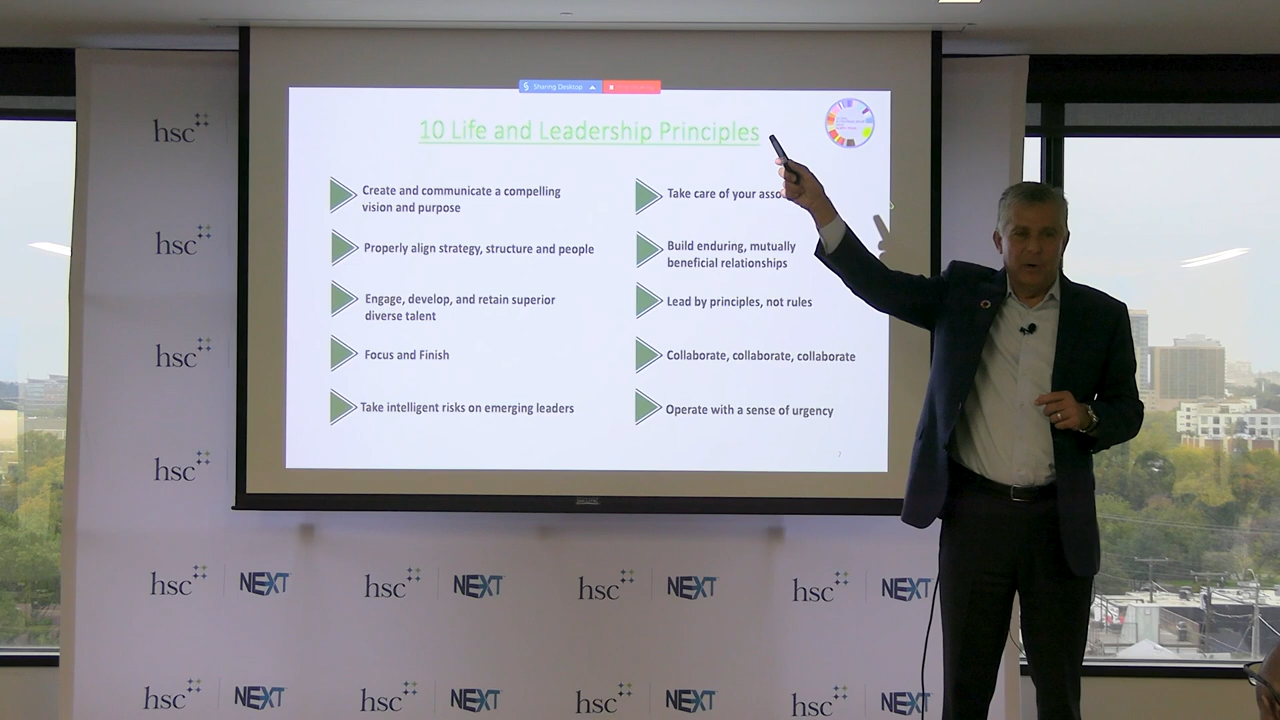 Sharing Desktop
10 Life and Leadership Principles
Create and communicate a compelling
vision and purpose
Properly align strategy, structure and people
Engage, develop, and retain superior
diverse talent
Focus and Finish
Take intelligent risks on emerging leaders
Take care of your
Build enduring, mutually
beneficial relationships
Lead by principles, not rules
Collaborate, collaborate, collaborate
Operate with a sense of urgency
hsc
hsc
hsc
hsc
hsc NEXT hsc NEXT hsc NEXT hsc NEXT
hsc NEXT hsc NEXT hsc NEXT hsc NEXT